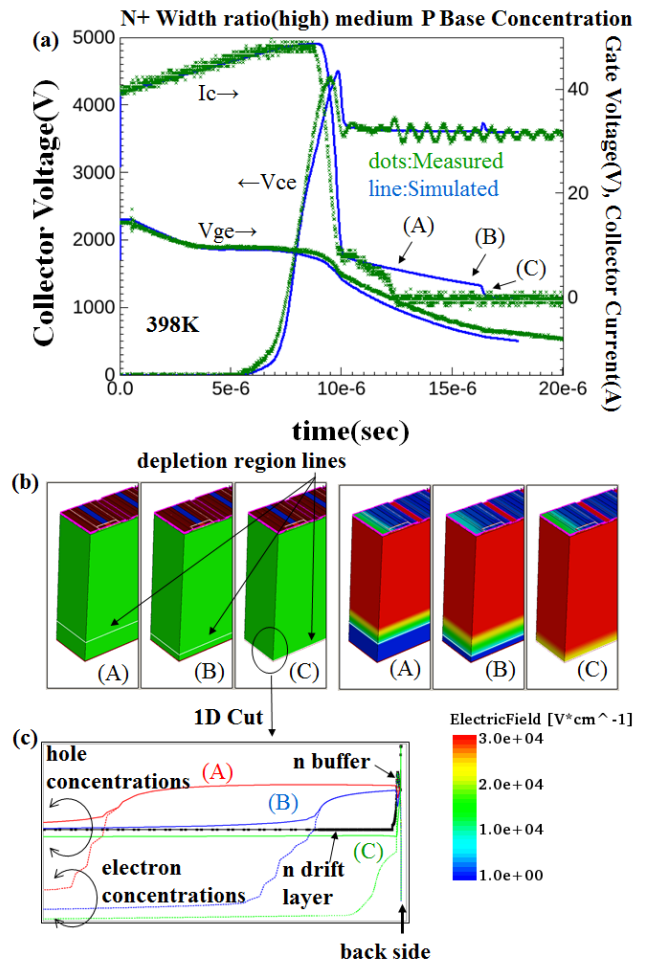 N+ Width ratio(high) medium P Base Concentration
(a)
5000
4000
3000
2000
1000
0
Collector Voltage(V)
Ic→
←Vce
Vge→
dots:Measured
line:Simulated
(A)
(B)
(C)
398K
40
20
0
Gate Voltage(V), Collector Current(A)
0.0
5e-6
10e-6
15e-6
20e-6
time(sec)
depletion region lines
(b)
(A)
(B)
(C)
(A)
(B)
(C)
1D Cut
(c)
hole
concentrations
(A)
(B)
(C)
n buffer
electron
concentrations
n drift
layer
back side
ElectricField [V*cm^-1]
3.0e+04
2.0e+04
1.0e+04
1.0e+00